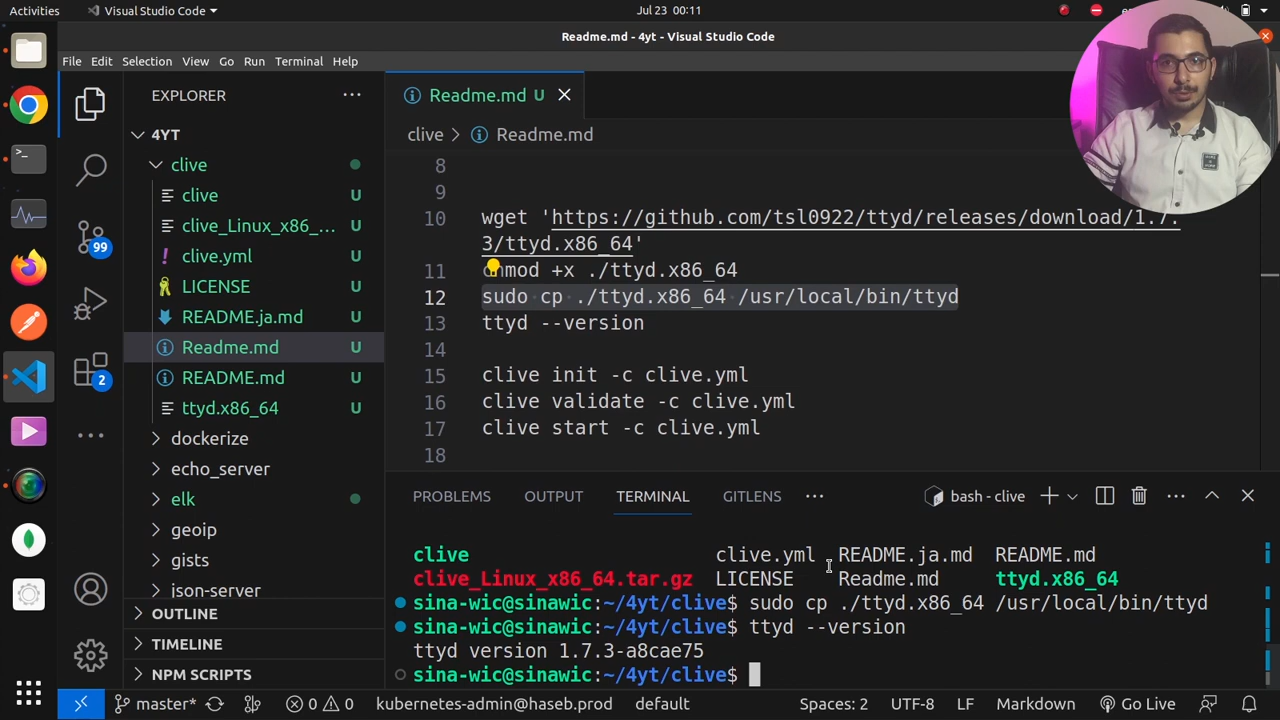 Activities
Visual Studio Code
Jul 23 00:11
Readme.md - 4yt - Visual Studio Code
File Edit Selection View Go Run Terminal Help
EXPLORER
4YT
clive
clive U
clive_Linux_x86_... U
clive.yml U
LICENSE U
README.ja.md U
Readme.md U
README.md U
ttyd.x86_64 U
dockerize
echo_server
elk
geoip
gists
json-server
OUTLINE
TIMELINE
NPM SCRIPTS
99
2
Readme.md U
clive > Readme.md
8
9
10 wget 'https://github.com/tsl0922/ttyd/releases/download/1.7.
3/ttyd.x86_64'
11 chmod +x ./ttyd.x86_64
12 sudo cp ./ttyd.x86_64 /usr/local/bin/ttyd
13 ttyd --version
14
15 clive init -c clive.yml
16 clive validate -c clive.yml
17 clive start -c clive.yml
18
PROBLEMS OUTPUT TERMINAL GITLENS
bash - clive
clive clive.yml README.ja.md README.md
clive_Linux_x86_64.tar.gz LICENSE Readme.md ttyd.x86_64
sina-wic@sinawic:~/4yt/clive$ sudo cp ./ttyd.x86_64 /usr/local/bin/ttyd
sina-wic@sinawic:~/4yt/clive$ ttyd --version
ttyd version 1.7.3-a8cae75
sina-wic@sinawic:~/4yt/clive$
master* 0 0 kubernetes-admin@haseb.prod default Spaces: 2 UTF-8 LF Markdown Go Live